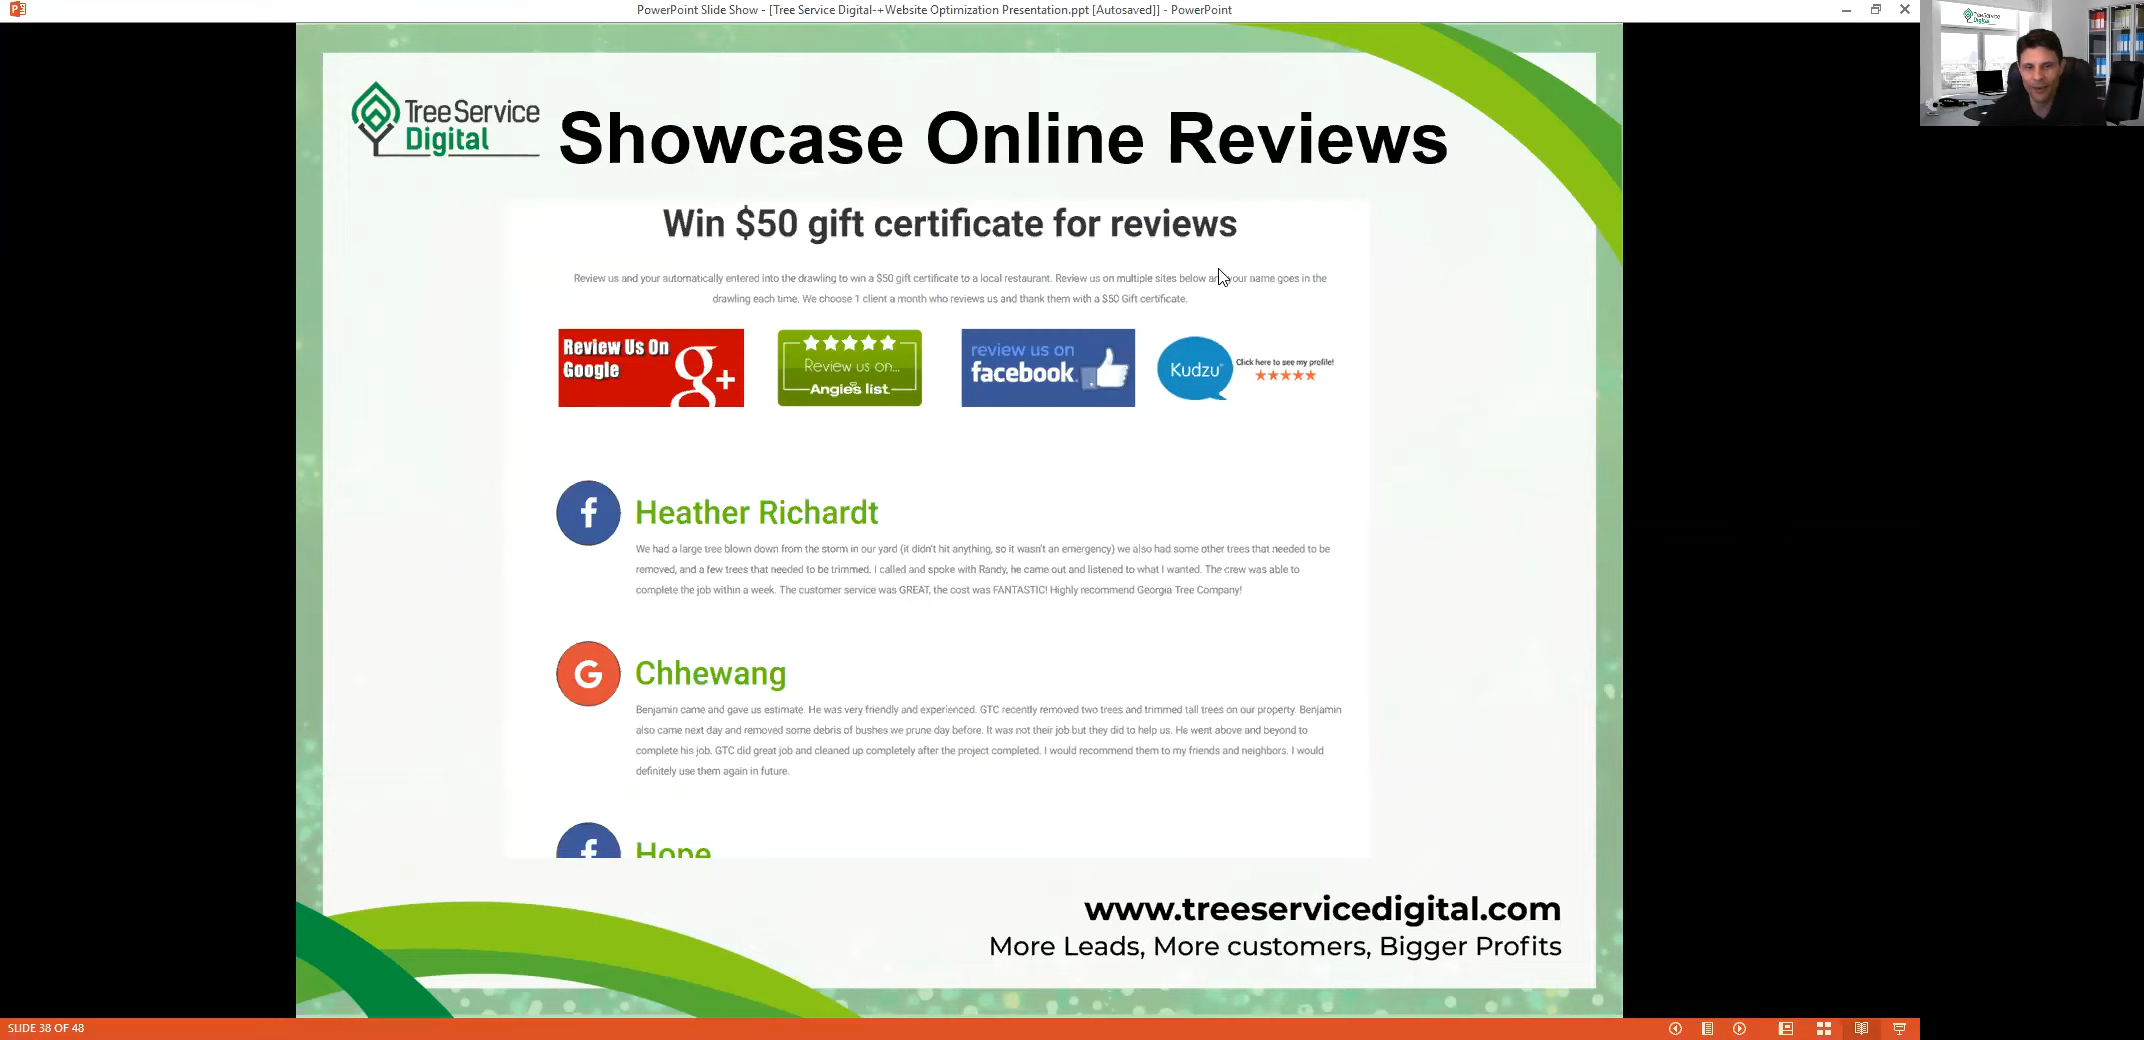 PowerPoint Slide Show - [Tree Service Digital-+Website Optimization Presentation.ppt [Autosaved]] - PowerPoint
Tree Service
Digital
Showcase Online Reviews
Win $50 gift certificate for reviews
Review us and your automatically entered into the drawling to win a $50 gift certificate to a local restaurant. Review us on multiple sites below and your name goes in the
drawling each time. We choose 1 client a month who reviews us and thank them with a $50 Gift certificate.
Review Us On
Google
g+
Review us on...
Angie's list
review us on
facebook
Kudzu
Click here to see my profile!
f
Heather Richardt
We had a large tree blown down from the storm in our yard (it didn't hit anything, so it wasn't an emergency) we also had some other trees that needed to be
removed, and a few trees that needed to be trimmed. I called and spoke with Randy, he came out and listened to what I wanted. The crew was able to
complete the job within a week. The customer service was GREAT, the cost was FANTASTIC! Highly recommend Georgia Tree Company!
G
Chhewang
Benjamin came and gave us estimate. He was very friendly and experienced. GTC recently removed two trees and trimmed tall trees on our property. Benjamin
also came next day and removed some debris of bushes we prune day before. It was not their job but they did to help us. He went above and beyond to
complete his job. GTC did great job and cleaned up completely after the project completed. I would recommend them to my friends and neighbors. I would
definitely use them again in future.
f
Hope
www.treeservicedigital.com
More Leads, More customers, Bigger Profits
SLIDE 38 OF 48
Tree Service
Digital